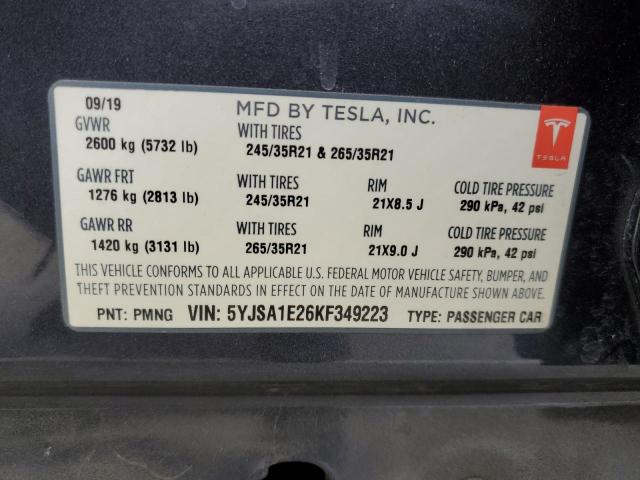 09/19 MFD BY TESLA, INC.
GVWR WITH TIRES
2600 kg (5732 lb) 245/35R21 & 265/35R21
TESLA
GAWR FRT WITH TIRES RIM COLD TIRE PRESSURE
1276 kg (2813 lb) 245/35R21 21X8.5 J 290 kPa, 42 psi
GAWR RR WITH TIRES RIM COLD TIRE PRESSURE
1420 kg (3131 lb) 265/35R21 21X9.0 J 290 kPa, 42 psi
THIS VEHICLE CONFORMS TO ALL APPLICABLE U.S. FEDERAL MOTOR VEHICLE SAFETY, BUMPER, AND
THEFT PREVENTION STANDARDS IN EFFECT ON THE DATE OF MANUFACTURE SHOWN ABOVE.
PNT: PMNG VIN: 5YJSA1E26KF349223 TYPE: PASSENGER CAR